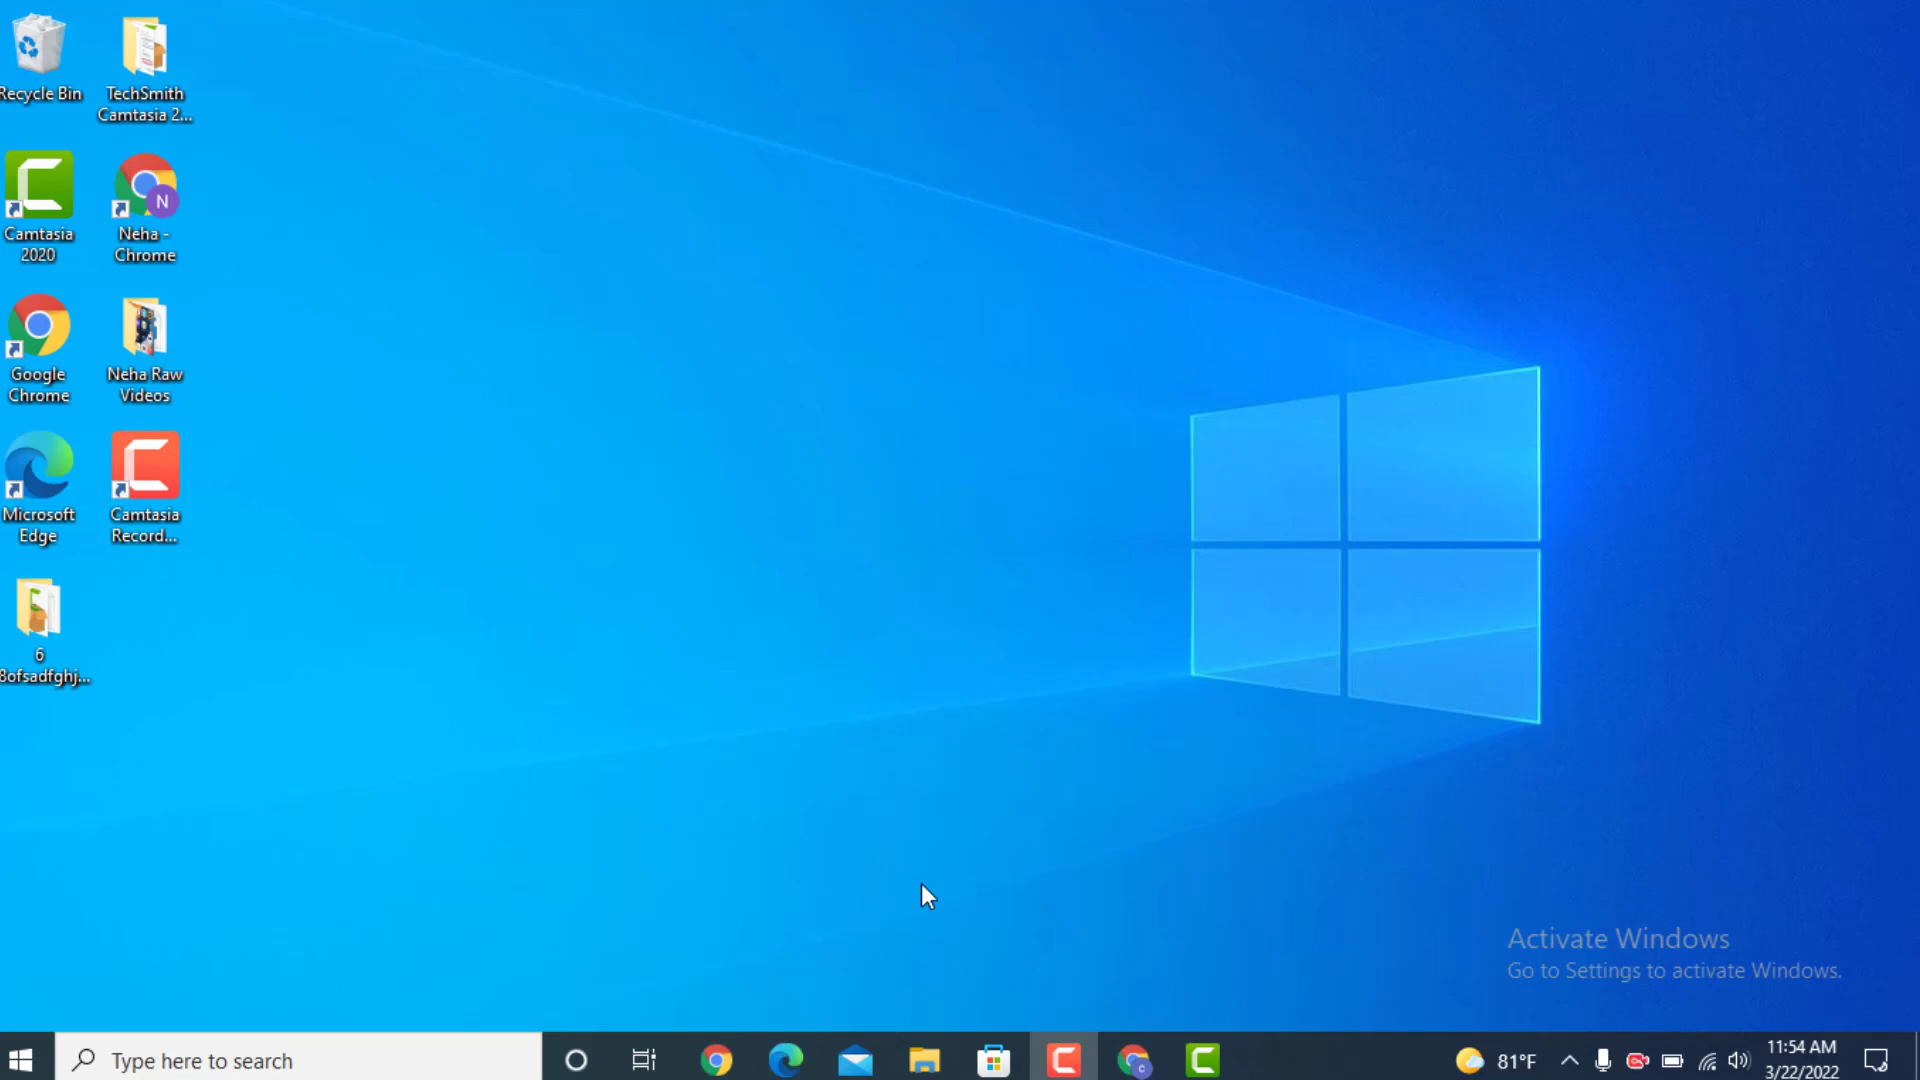 Recycle Bin
TechSmith
Camtasia 2...
Camtasia
2020
N
Neha -
Chrome
Google
Chrome
Neha Raw
Videos
Microsoft
Edge
Camtasia
Record...
6
8ofsadfghj...
Activate Windows
Go to Settings to activate Windows.
Type here to search
c
81°F
11:54 AM
3/22/2022